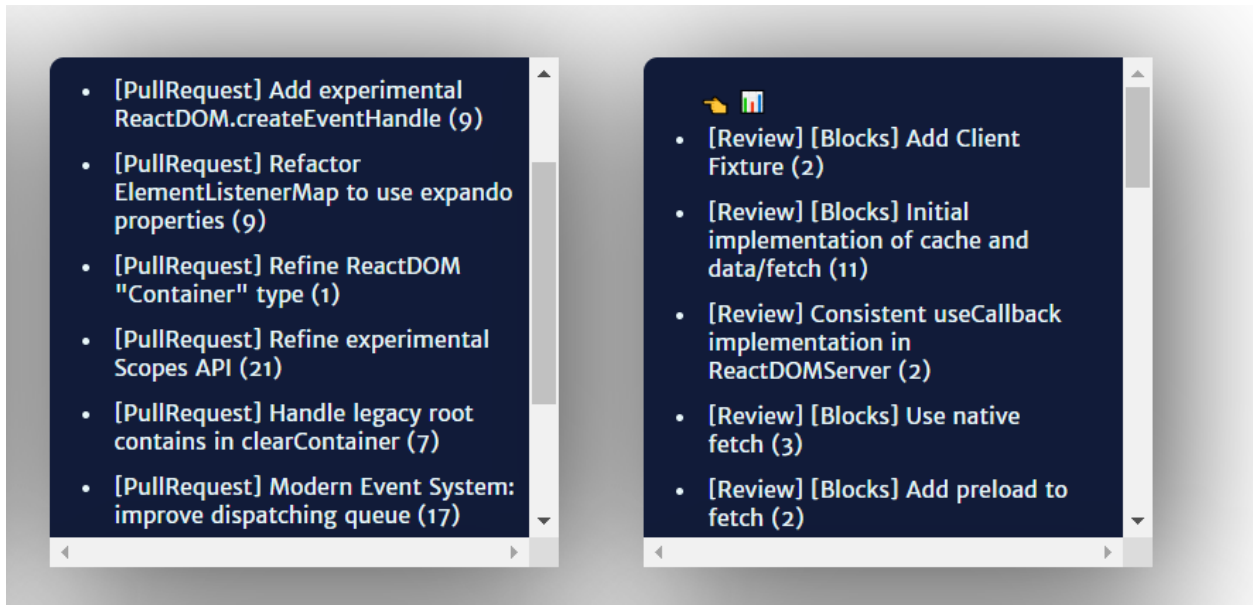 [PullRequest] Add experimental
ReactDOM.createEventHandle (9)
[PullRequest] Refactor
ElementListenerMap to use expando
properties (9)
[PullRequest] Refine ReactDOM
"Container" type (1)
[PullRequest] Refine experimental
Scopes API (21)
[PullRequest] Handle legacy root
contains in clearContainer (7)
[PullRequest] Modern Event System:
improve dispatching queue (17)
[Review] [Blocks] Add Client
Fixture (2)
[Review] [Blocks] Initial
implementation of cache and
data/fetch (11)
[Review] Consistent useCallback
implementation in
ReactDOMServer (2)
[Review] [Blocks] Use native
fetch (3)
[Review] [Blocks] Add preload to
fetch (2)